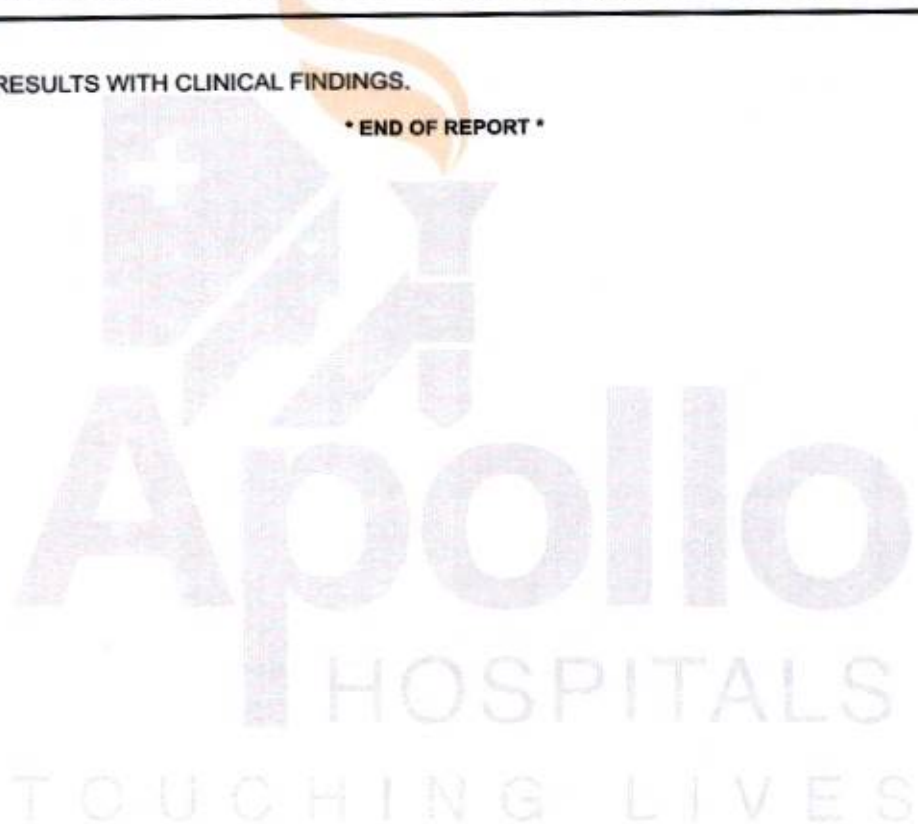 RESULTS WITH CLINICAL FINDINGS.
* END OF REPORT *
Apollo
HOSPITALS
TOUCHING LIVES